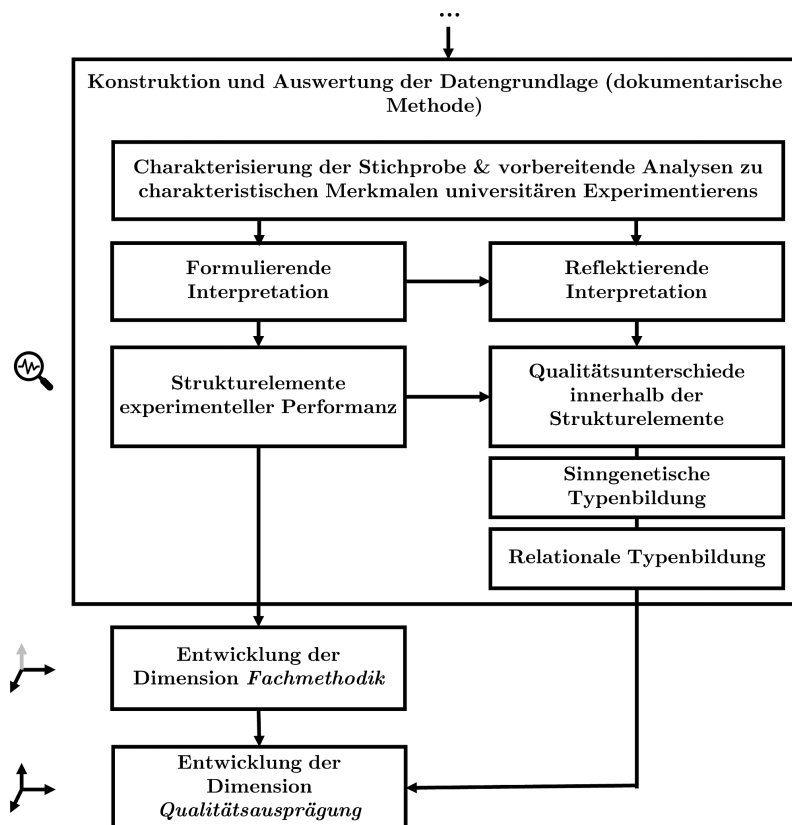 ...
Konstruktion und Auswertung der Datengrundlage (dokumentarische
Methode)
Charakterisierung der Stichprobe & vorbereitende Analysen zu
charakteristischen Merkmalen universitären Experimentierens
Formulierende
Interpretation
Reflektierende
Interpretation
Strukturelemente
experimenteller Performanz
Qualitätsunterschiede
innerhalb der
Strukturelemente
Sinngenetische
Typenbildung
Relationale Typenbildung
Entwicklung der
Dimension Fachmethodik
Entwicklung der
Dimension
Qualitätsausprägung